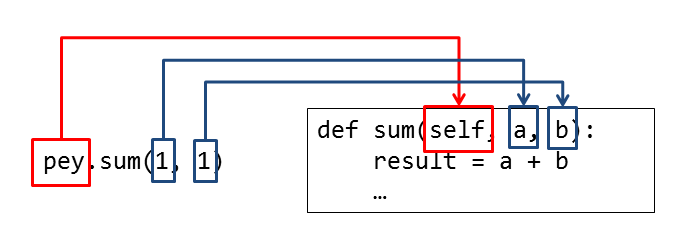 pey.sum(1, 1)
def sum(self, a, b):
    result = a + b
    …